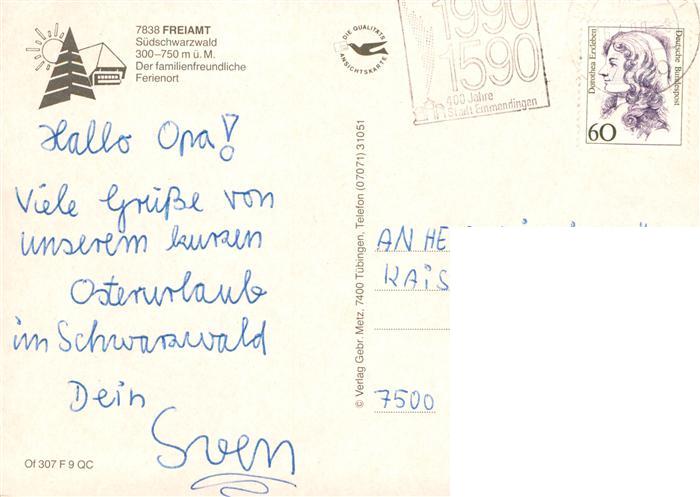 7838 FREIAMT
Südschwarzwald
300–750 m ü. M.
Der familienfreundliche
Ferienort
DIE QUALITÄTS
ANSICHTSKARTE
1990
1590
400 Jahre
Stadt Emmendingen
Dorothea Erxleben
Deutsche Bundespost
60
Hallo Opa!
Viele Grüße von
unserem kurzen
Osterurlaub
im Schwarzwald
Dein
Sven
© Verlag Gebr. Metz, 7400 Tübingen, Telefon (07071) 31051
AN HE
KAIS
7500
Of 307 F 9 QC